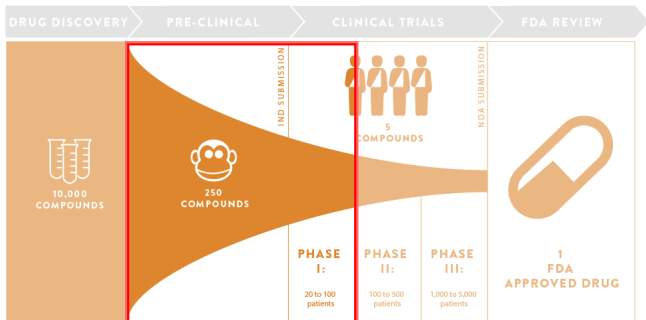 DRUG DISCOVERY
PRE-CLINICAL
CLINICAL TRIALS
FDA REVIEW
10,000
COMPOUNDS
250
COMPOUNDS
IND SUBMISSION
5
COMPOUNDS
NDA SUBMISSION
PHASE
I:
20 to 100
patients
PHASE
II:
100 to 500
patients
PHASE
III:
1,000 to 5,000
patients
1
FDA
APPROVED DRUG